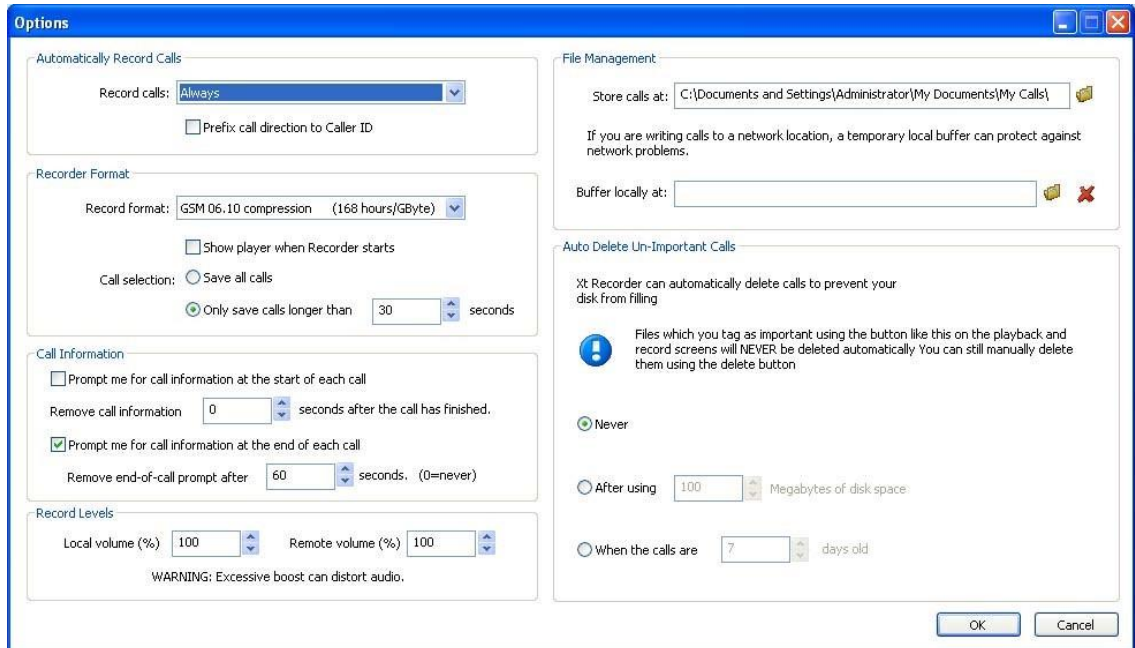 Options
Automatically Record Calls
Record calls: Always
Prefix call direction to Caller ID
Recorder Format
Record format: GSM 06.10 compression (168 hours/GByte)
Show player when Recorder starts
Call selection: Save all calls
Only save calls longer than 30 seconds
Call Information
Prompt me for call information at the start of each call
Remove call information 0 seconds after the call has finished.
Prompt me for call information at the end of each call
Remove end-of-call prompt after 60 seconds. (0=never)
Record Levels
Local volume (%) 100 Remote volume (%) 100
WARNING: Excessive boost can distort audio.
File Management
Store calls at: C:\Documents and Settings\Administrator\My Documents\My Calls\
If you are writing calls to a network location, a temporary local buffer can protect against
network problems.
Buffer locally at:
Auto Delete Un-Important Calls
Xt Recorder can automatically delete calls to prevent your
disk from filling
Files which you tag as important using the button like this on the playback and
record screens will NEVER be deleted automatically You can still manually delete
them using the delete button
Never
After using 100 Megabytes of disk space
When the calls are 7 days old
OK Cancel